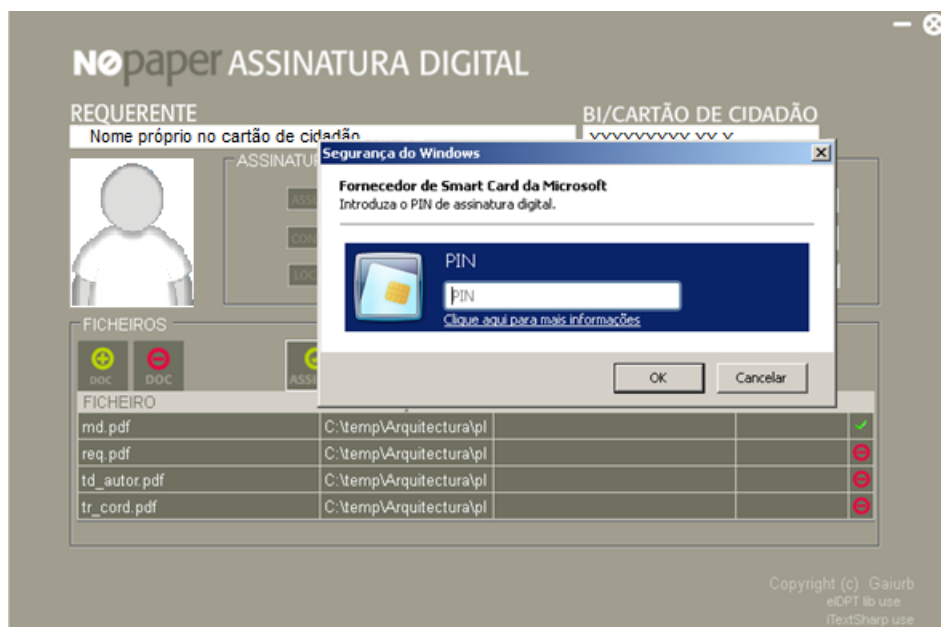 NOpaper ASSINATURA DIGITAL
REQUERENTE
BI/CARTÃO DE CIDADÃO
Nome próprio no cartão de cidadão
Segurança do Windows
Fornecedor de Smart Card da Microsoft
Introduza o PIN de assinatura digital.
PIN
PIN
Clique aqui para mais informações
OK
Cancelar
FICHEIROS
DOC
DOC
FICHEIRO
md.pdf C:\temp\Arquitectura\pl
req.pdf C:\temp\Arquitectura\pl
td_autor.pdf C:\temp\Arquitectura\pl
tr_cord.pdf C:\temp\Arquitectura\pl
Copyright (c) Gaiurb
eIDPT lib use
iTextSharp use